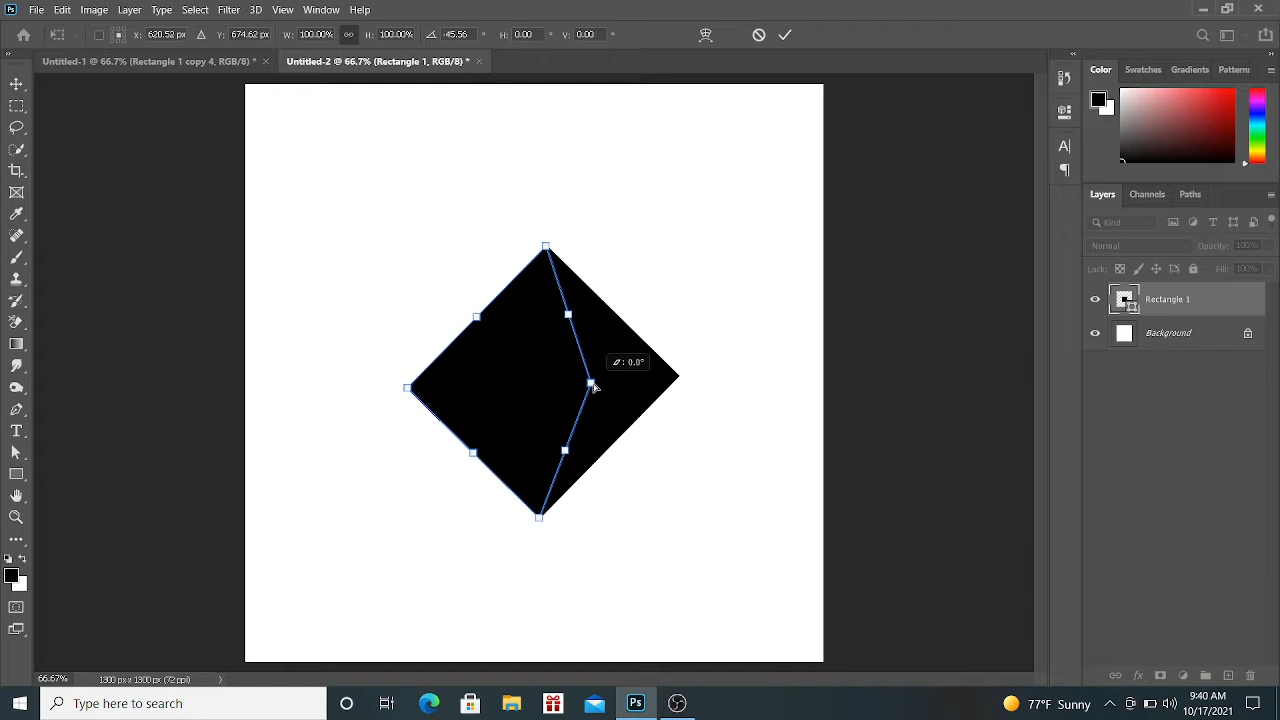 Ps File Edit Image Layer Type Select Filter 3D View Window Help
X: 620.52 px Y: 674.62 px W: 100.00% H: 100.00% -45.56 ° H: 0.00 ° V: 0.00 °
Untitled-1 @ 66.7% (Rectangle 1 copy 4, RGB/8) * × Untitled-2 @ 66.7% (Rectangle 1, RGB/8) * ×
Color Swatches Gradients Patterns
Layers Channels Paths
Kind
Normal Opacity: 100%
Lock: Fill: 100%
Rectangle 1
Background
: 0.0°
66.67% 1300 px x 1300 px (72 ppi)
Type here to search
Ps
77°F Sunny
9:40 AM
10/17/2021